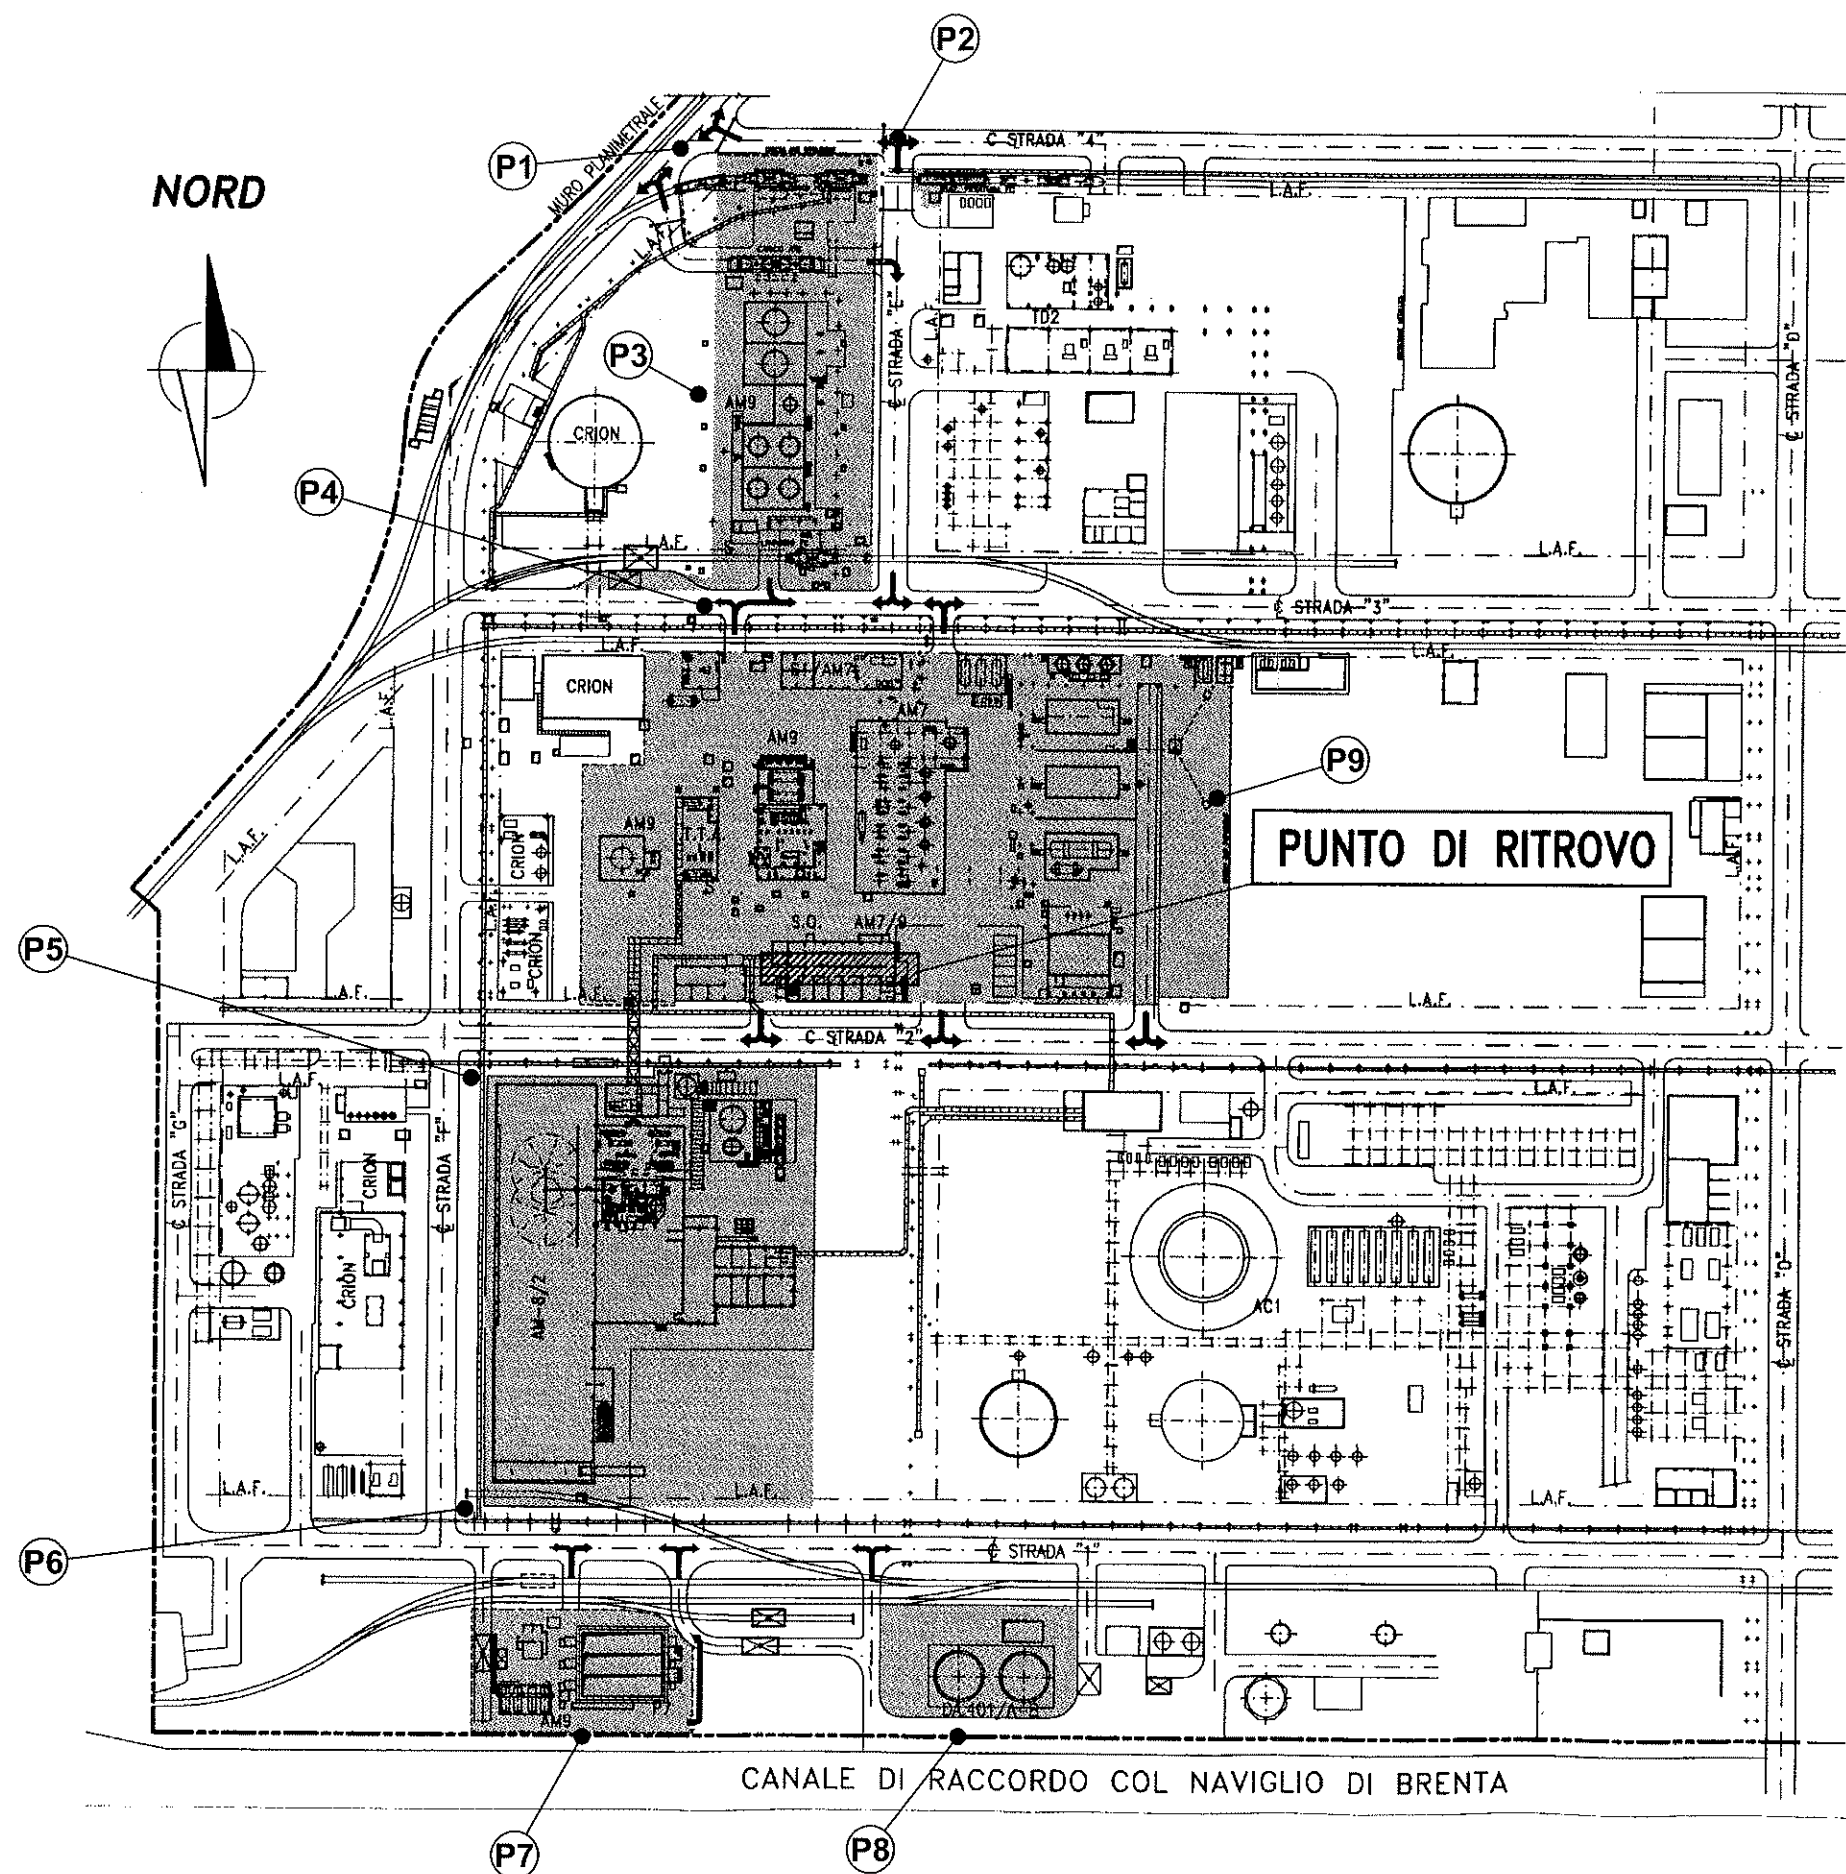 P2
MURO PLANIMETRALE
P1
C STRADA "4"
NORD
L.A.F.
L.A.F.
STRADA "E"
L.A.F.
TD2
P3
AM9
CRION
STRADA "D"
P4
L.A.F.
L.A.F.
STRADA "3"
L.A.F
L.A.F.
CRION
AM7
AM7
AM9
P9
L.A.F.
AM9
T.T.A
L.A.F.
CRION
PUNTO DI RITROVO
S.Q.
AM7/9
CRION
P5
L.A.F.
L.A.F.
L.A.F.
C STRADA "2"
L.A.F
L.A.F.
STRADA "G"
CRION
STRADA "F"
CRION
AM-8/2
AC1
STRADA "D"
L.A.F.
L.A.F.
L.A.F.
P6
STRADA "1"
AM9
DA401/A-B
CANALE DI RACCORDO COL NAVIGLIO DI BRENTA
P7
P8